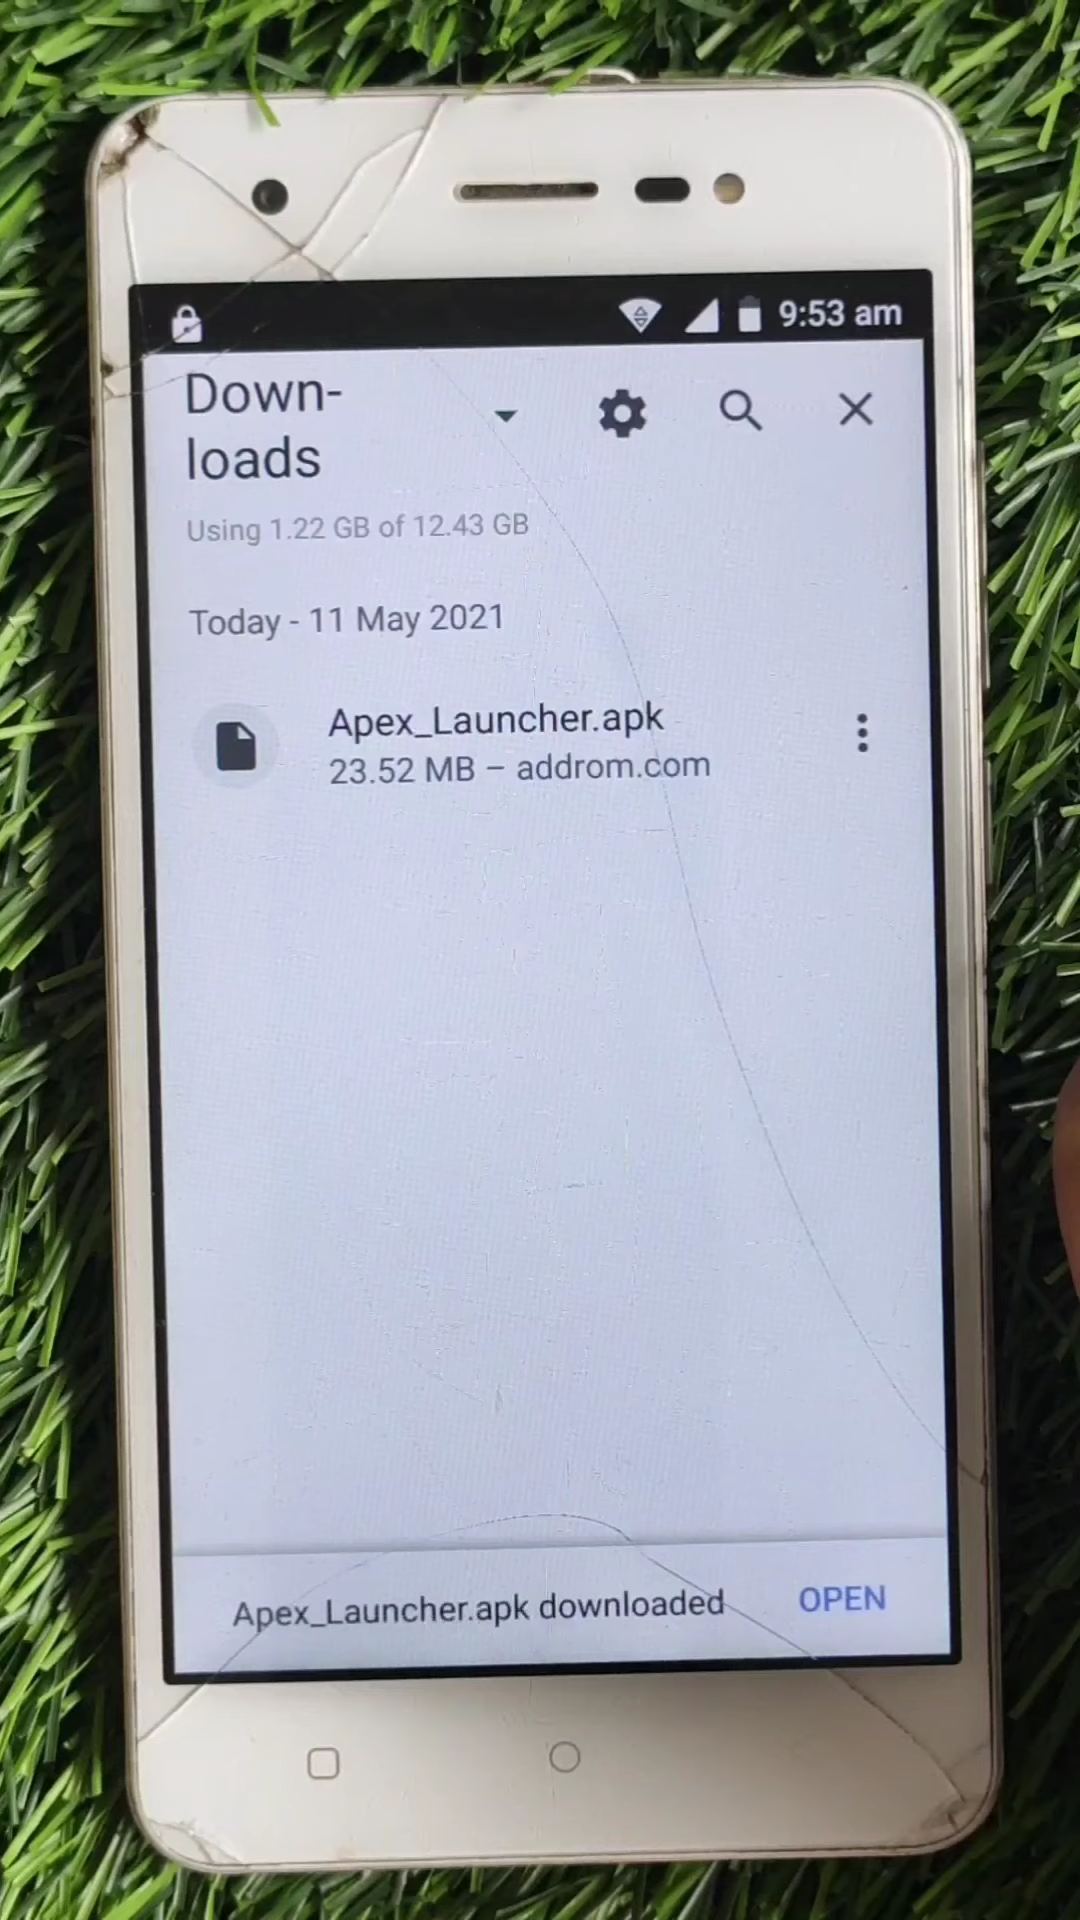 9:53 am
Down-
loads
Using 1.22 GB of 12.43 GB
Today - 11 May 2021
Apex_Launcher.apk
23.52 MB – addrom.com
Apex_Launcher.apk downloaded OPEN